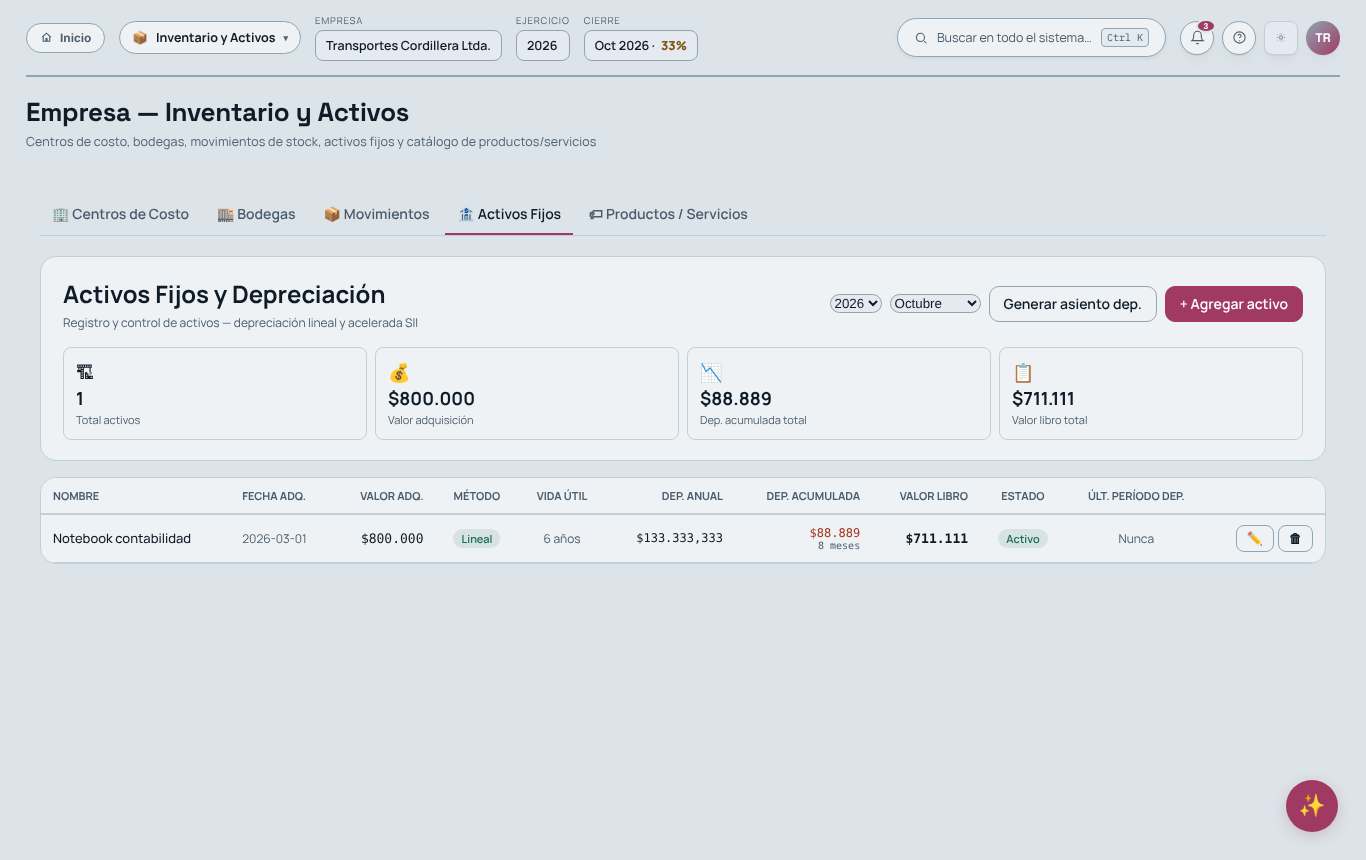 Inicio
Inventario y Activos
EMPRESA
Transportes Cordillera Ltda.
EJERCICIO
2026
CIERRE
Oct 2026 · 33%
Buscar en todo el sistema... Ctrl K
3
TR
Empresa — Inventario y Activos
Centros de costo, bodegas, movimientos de stock, activos fijos y catálogo de productos/servicios
Centros de Costo
Bodegas
Movimientos
Activos Fijos
Productos / Servicios
Activos Fijos y Depreciación
Registro y control de activos — depreciación lineal y acelerada SII
2026
Octubre
Generar asiento dep.
+ Agregar activo
1
Total activos
$800.000
Valor adquisición
$88.889
Dep. acumulada total
$711.111
Valor libro total
NOMBRE FECHA ADQ. VALOR ADQ. MÉTODO VIDA ÚTIL DEP. ANUAL DEP. ACUMULADA VALOR LIBRO ESTADO ÚLT. PERÍODO DEP.
Notebook contabilidad 2026-03-01 $800.000 Lineal 6 años $133.333,333 $88.889 $711.111 Activo Nunca
8 meses